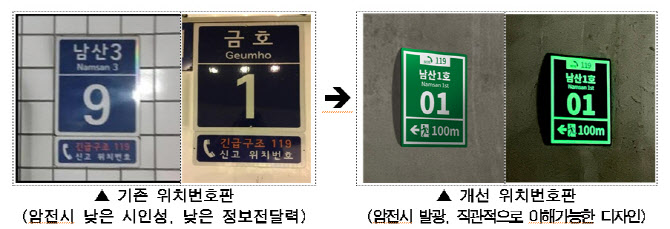 남산3
Namsan 3
9
긴급구조 119
신고 위치번호
금호
Geumho
1
긴급구조 119
신고 위치번호
119
남산1호
Namsan 1st
01
100m
119
남산1호
Namsan 1st
01
100m
▲ 기존 위치번호판
(암전시 낮은 시인성, 낮은 정보전달력)
▲ 개선 위치번호판
(암전시 발광, 직관적으로 이해가능한 디자인)